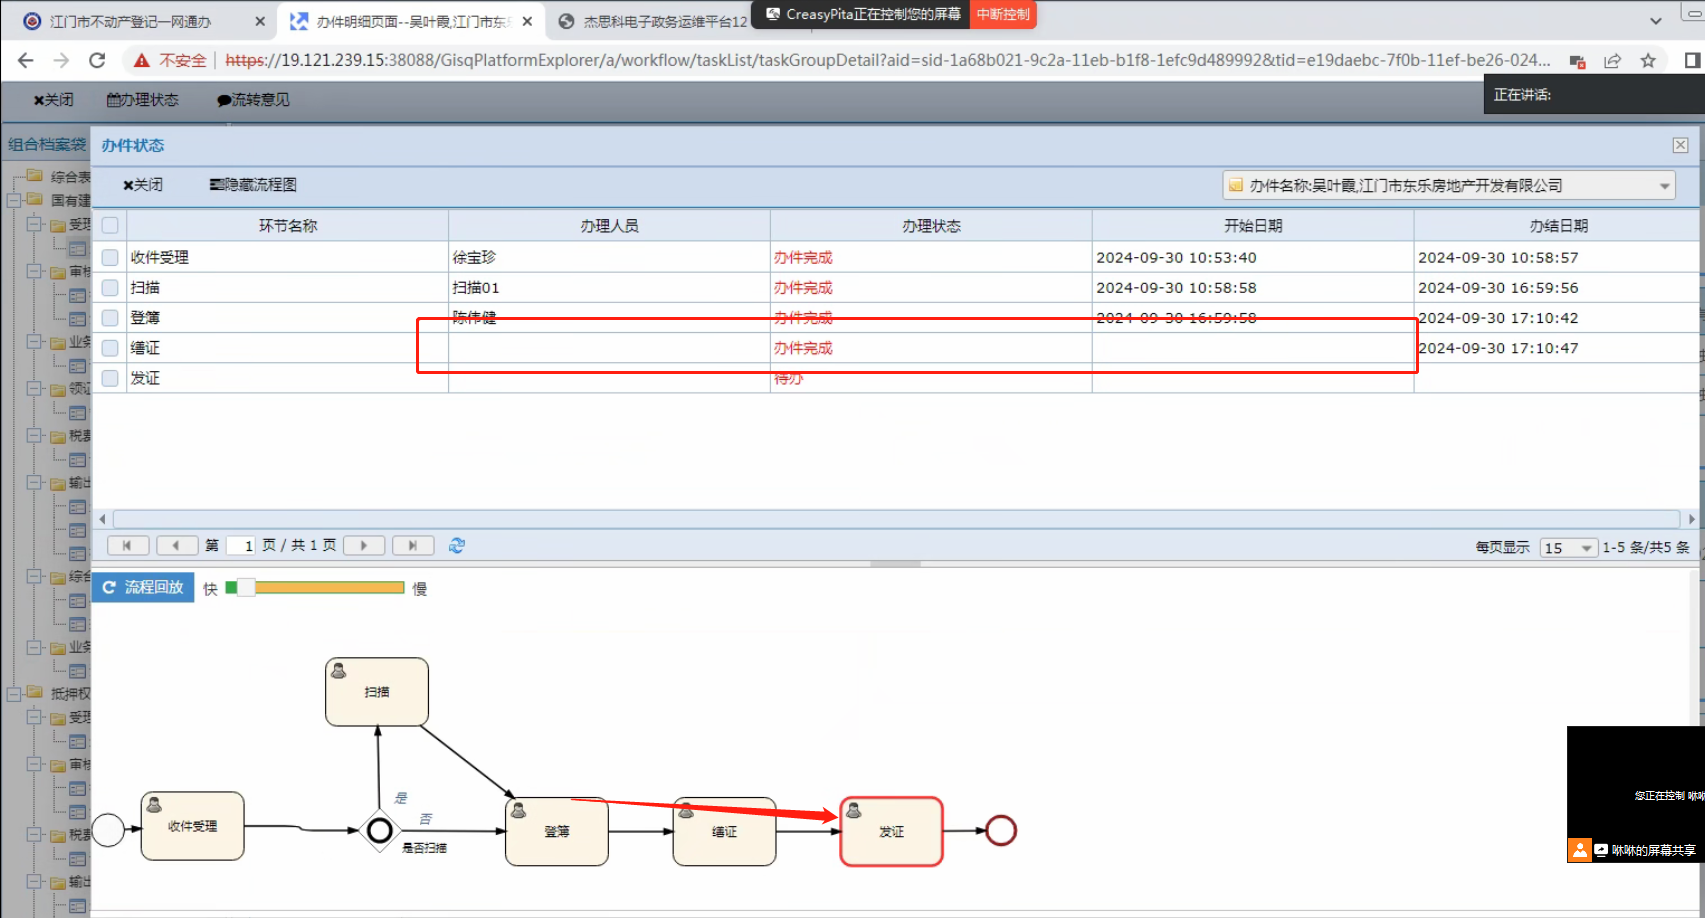 江门市不动产登记一网通办
办件明细页面--吴叶霞,江门市东
杰思科电子政务运维平台12
CreasyPita正在控制您的屏幕
中断控制
不安全
https://19.121.239.15:38088/GisqPlatformExplorer/a/workflow/taskList/taskGroupDetail?aid=sid-1a68b021-9c2a-11eb-b1f8-1efc9d489992&tid=e19daebc-7f0b-11ef-be26-024...
关闭 办理状态 流转意见
正在讲话:
组合档案袋
办件状态
关闭 隐藏流程图
办件名称:吴叶霞,江门市东乐房地产开发有限公司
环节名称 办理人员 办理状态 开始日期 办结日期
收件受理 徐宝珍 办件完成 2024-09-30 10:53:40 2024-09-30 10:58:57
扫描 扫描01 办件完成 2024-09-30 10:58:58 2024-09-30 16:59:56
登簿 陈伟健 办件完成 2024-09-30 16:59:58 2024-09-30 17:10:42
缮证 办件完成 2024-09-30 17:10:47
发证 待办
综合表
国有建
受理
审核
业务
领证
税费
输出
综合
业务
抵押权
受理
审核
税费
输出
第 1 页 / 共 1 页
每页显示 15 1-5 条/共5 条
流程回放 快 慢
扫描
是
否
收件受理
是否扫描
登簿
缮证
发证
您正在控制 咻咻
咻咻的屏幕共享